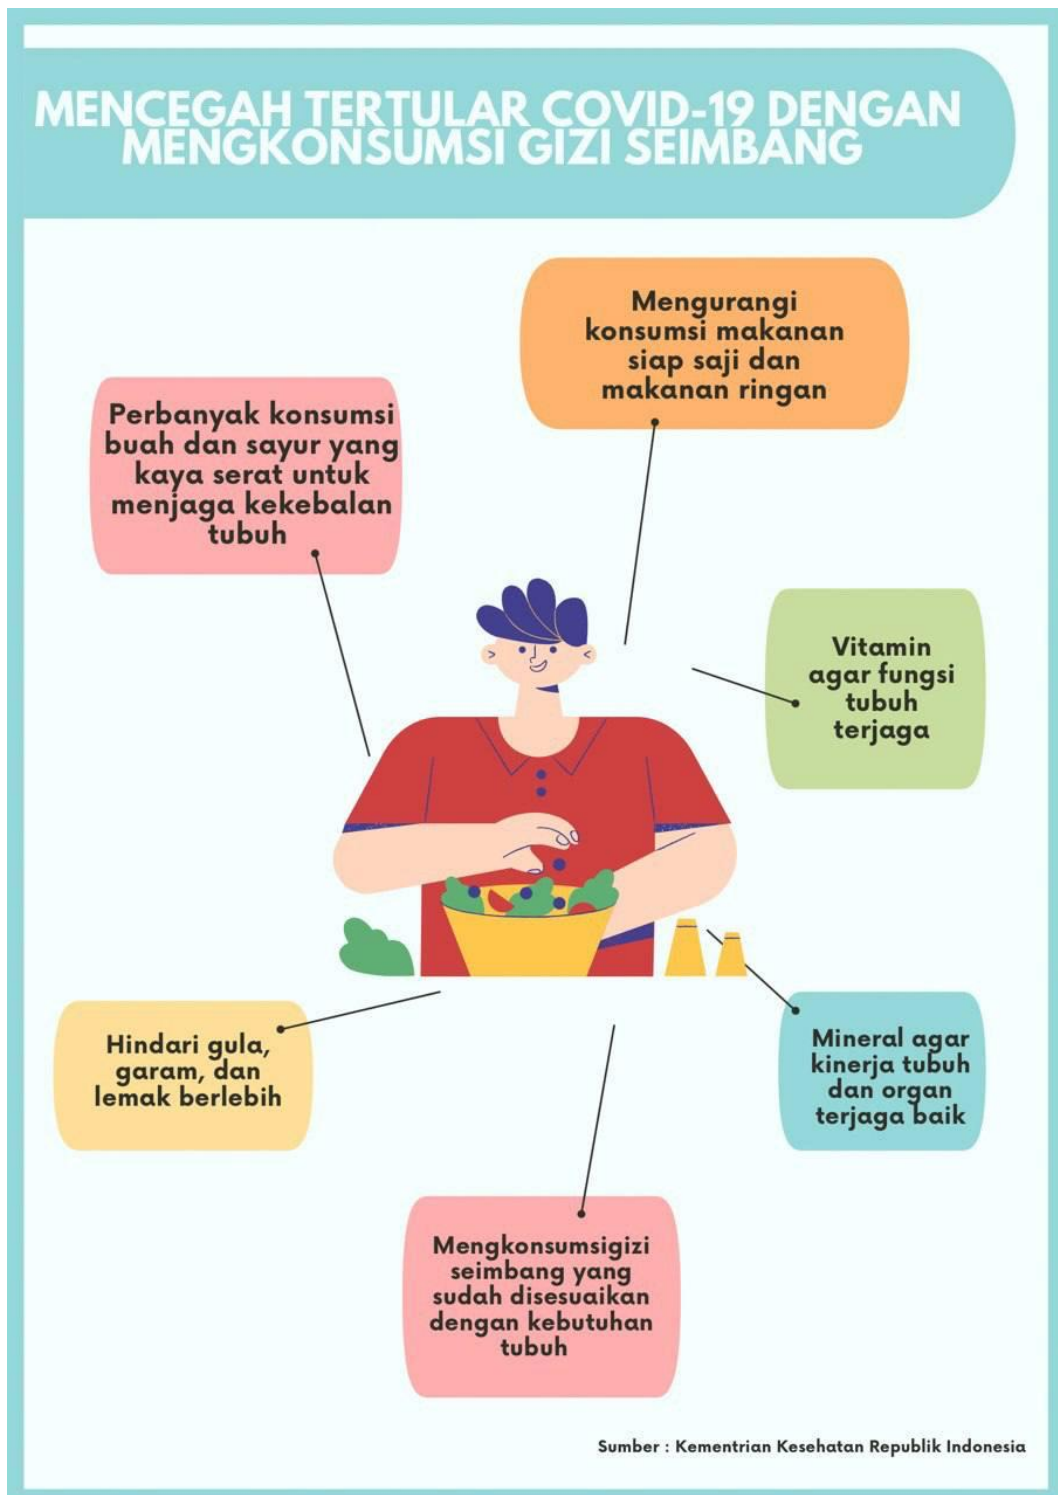 MENCEGAH TERTULAR COVID-19 DENGAN
MENGKONSUMSI GIZI SEIMBANG
Mengurangi
konsumsi makanan
siap saji dan
makanan ringan
Perbanyak konsumsi
buah dan sayur yang
kaya serat untuk
menjaga kekebalan
tubuh
Vitamin
agar fungsi
tubuh
terjaga
Hindari gula,
garam, dan
lemak berlebih
Mineral agar
kinerja tubuh
dan organ
terjaga baik
Mengkonsumsigizi
seimbang yang
sudah disesuaikan
dengan kebutuhan
tubuh
Sumber : Kementrian Kesehatan Republik Indonesia